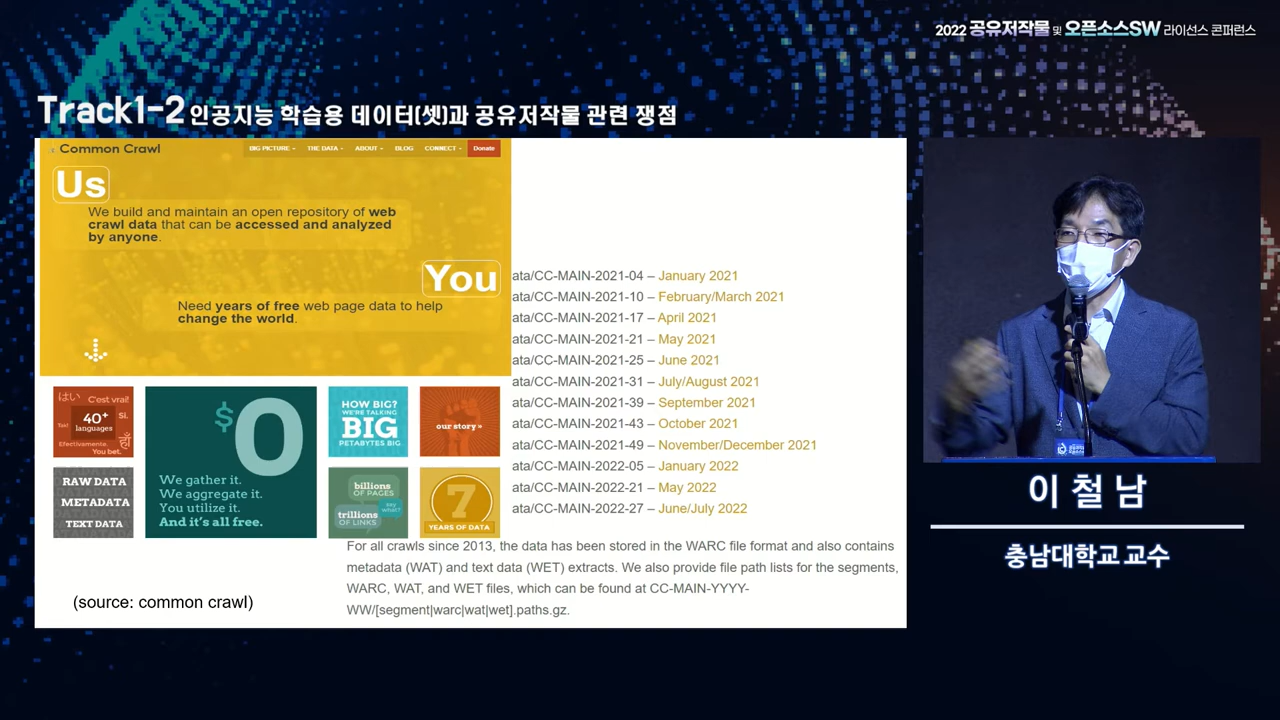 2022 공유저작물 및 오픈소스SW 라이선스 콘퍼런스
Track1-2 인공지능 학습용 데이터(셋)과 공유저작물 관련 쟁점
Common Crawl
BIG PICTURE THE DATA ABOUT BLOG CONNECT Donate
Us
We build and maintain an open repository of web
crawl data that can be accessed and analyzed
by anyone.
You
Need years of free web page data to help
change the world.
はい C'est vrai!
40+ Si.
languages
Efectivamente.
You bet.
$0
We gather it.
We aggregate it.
You utilize it.
And it's all free.
HOW BIG?
WE'RE TALKING
BIG
PETABYTES BIG
our story »
RAW DATA
METADATA
TEXT DATA
billions
OF PAGES
trillions
OF LINKS
7
YEARS OF DATA
ata/CC-MAIN-2021-04 – January 2021
ata/CC-MAIN-2021-10 – February/March 2021
ata/CC-MAIN-2021-17 – April 2021
ata/CC-MAIN-2021-21 – May 2021
ata/CC-MAIN-2021-25 – June 2021
ata/CC-MAIN-2021-31 – July/August 2021
ata/CC-MAIN-2021-39 – September 2021
ata/CC-MAIN-2021-43 – October 2021
ata/CC-MAIN-2021-49 – November/December 2021
ata/CC-MAIN-2022-05 – January 2022
ata/CC-MAIN-2022-21 – May 2022
ata/CC-MAIN-2022-27 – June/July 2022
For all crawls since 2013, the data has been stored in the WARC file format and also contains
metadata (WAT) and text data (WET) extracts. We also provide file path lists for the segments,
WARC, WAT, and WET files, which can be found at CC-MAIN-YYYY-
WW/[segment|warc|wat|wet].paths.gz.
(source: common crawl)
이철남
충남대학교 교수